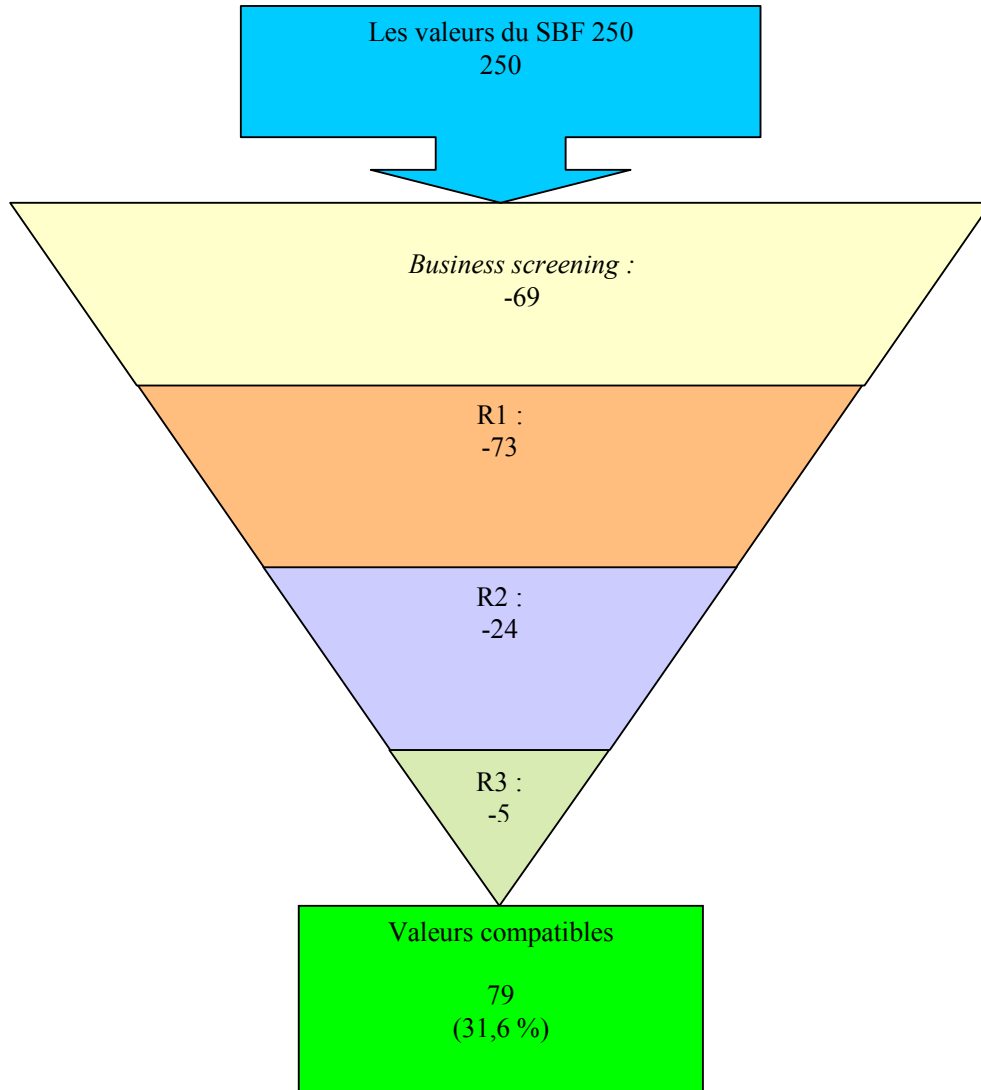 Les valeurs du SBF 250
250
Business screening :
-69
R1 :
-73
R2 :
-24
R3 :
-5
Valeurs compatibles
79
(31,6 %)